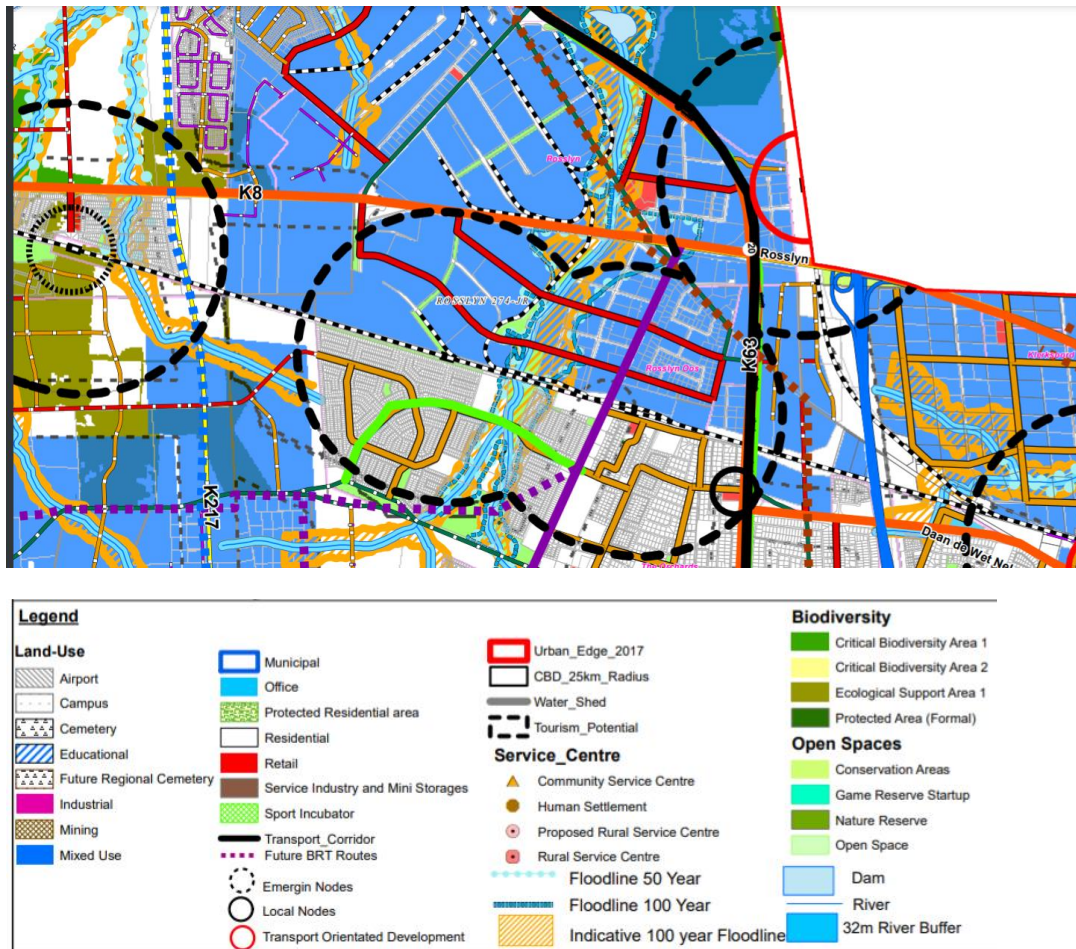 K8
Rosslyn
20
Rosslyn
ROSSLYN 274-JR
K63
Rosslyn Oos
K217
Daan de Wet Nel
The Orchards
Legend
Land-Use
Airport
Campus
Cemetery
Educational
Future Regional Cemetery
Industrial
Mining
Mixed Use
Municipal
Office
Protected Residential area
Residential
Retail
Service Industry and Mini Storages
Sport Incubator
Transport_Corridor
Future BRT Routes
Emergin Nodes
Local Nodes
Transport Orientated Development
Urban_Edge_2017
CBD_25km_Radius
Water_Shed
Tourism_Potential
Service_Centre
Community Service Centre
Human Settlement
Proposed Rural Service Centre
Rural Service Centre
Floodline 50 Year
Floodline 100 Year
Indicative 100 year Floodline
Biodiversity
Critical Biodiversity Area 1
Critical Biodiversity Area 2
Ecological Support Area 1
Protected Area (Formal)
Open Spaces
Conservation Areas
Game Reserve Startup
Nature Reserve
Open Space
Dam
River
32m River Buffer